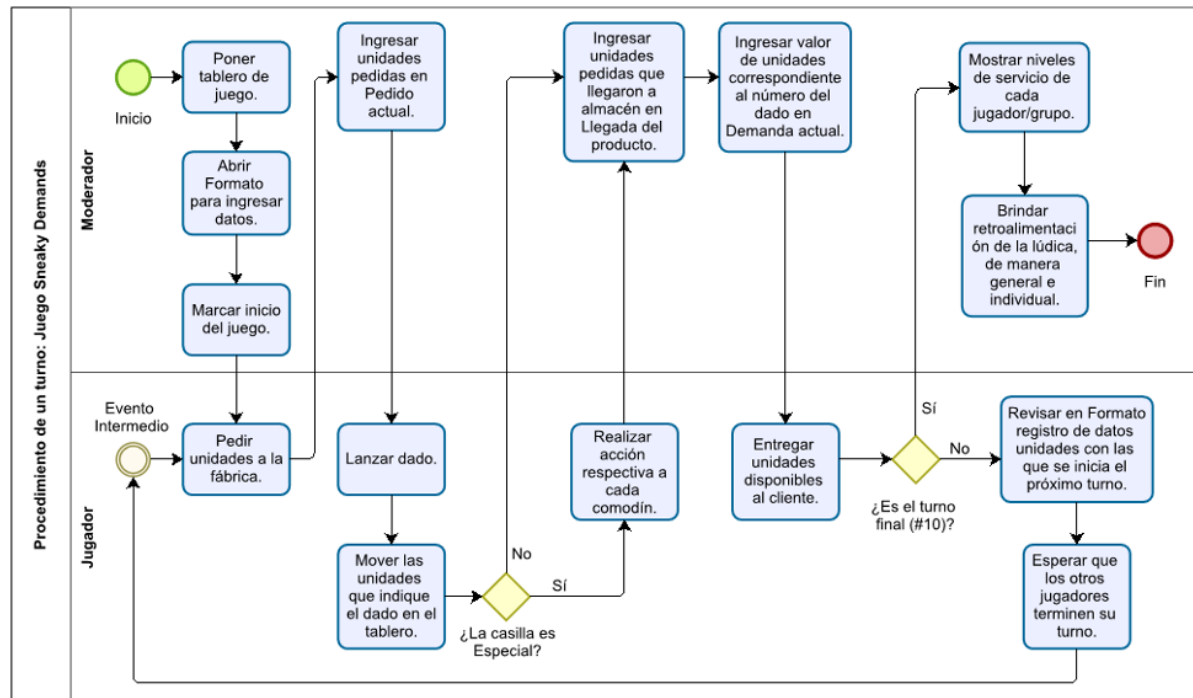 Procedimiento de un turno: Juego Sneaky Demands
Moderador
Inicio
Poner
tablero de
juego.
Abrir
Formato
para ingresar
datos.
Marcar inicio
del juego.
Ingresar
unidades
pedidas en
Pedido
actual.
Ingresar
unidades
pedidas que
llegaron a
almacén en
Llegada del
producto.
Ingresar valor
de unidades
correspondiente
al número del
dado en
Demanda actual.
Mostrar niveles
de servicio de
cada
jugador/grupo.
Brindar
retroalimentaci
ón de la lúdica,
de manera
general e
individual.
Fin
Jugador
Evento
Intermedio
Pedir
unidades a la
fábrica.
Lanzar dado.
Mover las
unidades
que indique
el dado en el
tablero.
¿La casilla es
Especial?
No
Sí
Realizar
acción
respectiva a
cada
comodín.
Entregar
unidades
disponibles
al cliente.
¿Es el turno
final (#10)?
Sí
No
Revisar en Formato
registro de datos
unidades con las
que se inicia el
próximo turno.
Esperar que
los otros
jugadores
terminen su
turno.